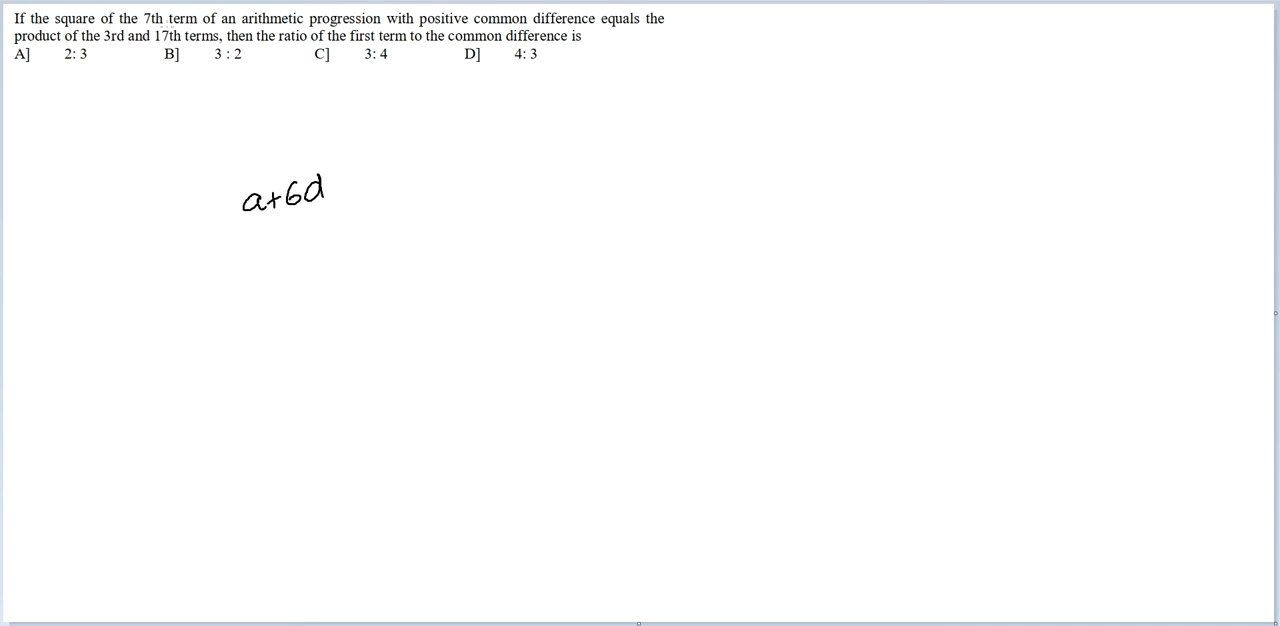 If the square of the 7th term of an arithmetic progression with positive common difference equals the
product of the 3rd and 17th terms, then the ratio of the first term to the common difference is
A] 2: 3 B] 3 : 2 C] 3: 4 D] 4: 3
a+6d